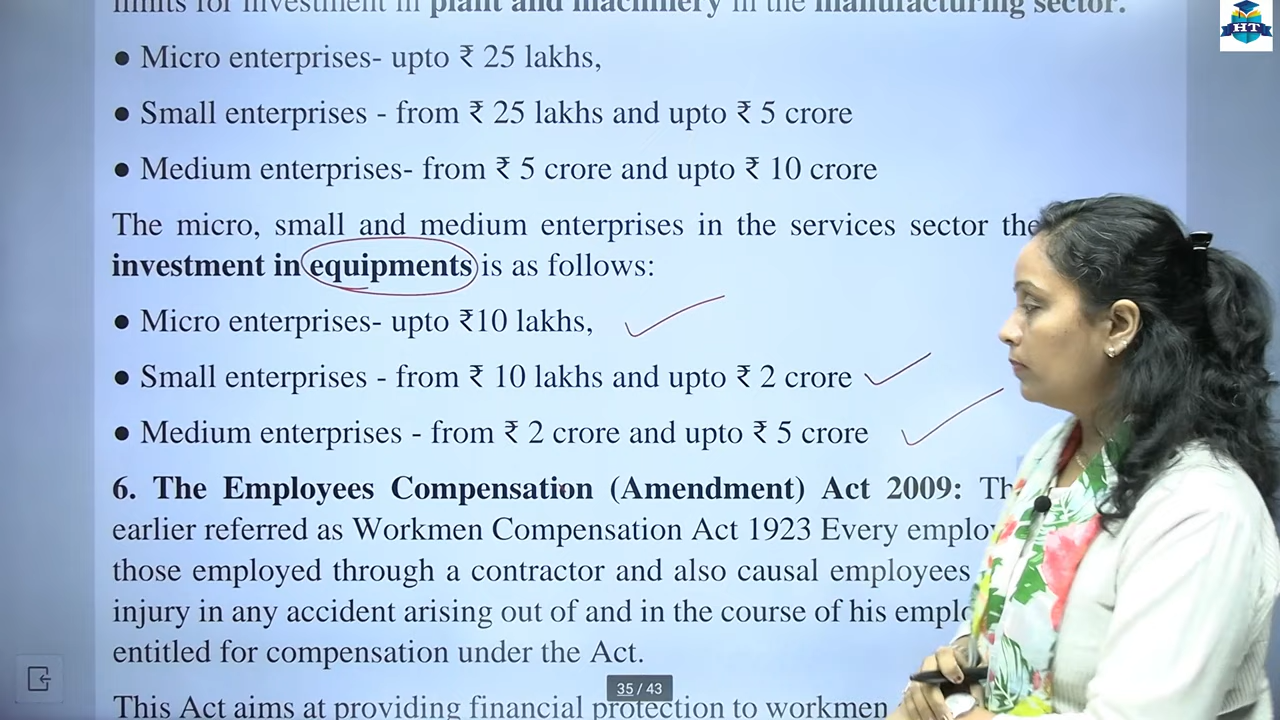 limits for investment in plant and machinery in the manufacturing sector.
● Micro enterprises- upto ₹ 25 lakhs,
● Small enterprises - from ₹ 25 lakhs and upto ₹ 5 crore
● Medium enterprises- from ₹ 5 crore and upto ₹ 10 crore
The micro, small and medium enterprises in the services sector the
investment in equipments is as follows:
● Micro enterprises- upto ₹10 lakhs,
● Small enterprises - from ₹ 10 lakhs and upto ₹ 2 crore
● Medium enterprises - from ₹ 2 crore and upto ₹ 5 crore
6. The Employees Compensation (Amendment) Act 2009:
earlier referred as Workmen Compensation Act 1923 Every
those employed through a contractor and also causal employees
injury in any accident arising out of and in the course of his
entitled for compensation under the Act.
This Act aims at providing financial protection to workmen
35 / 43
HT